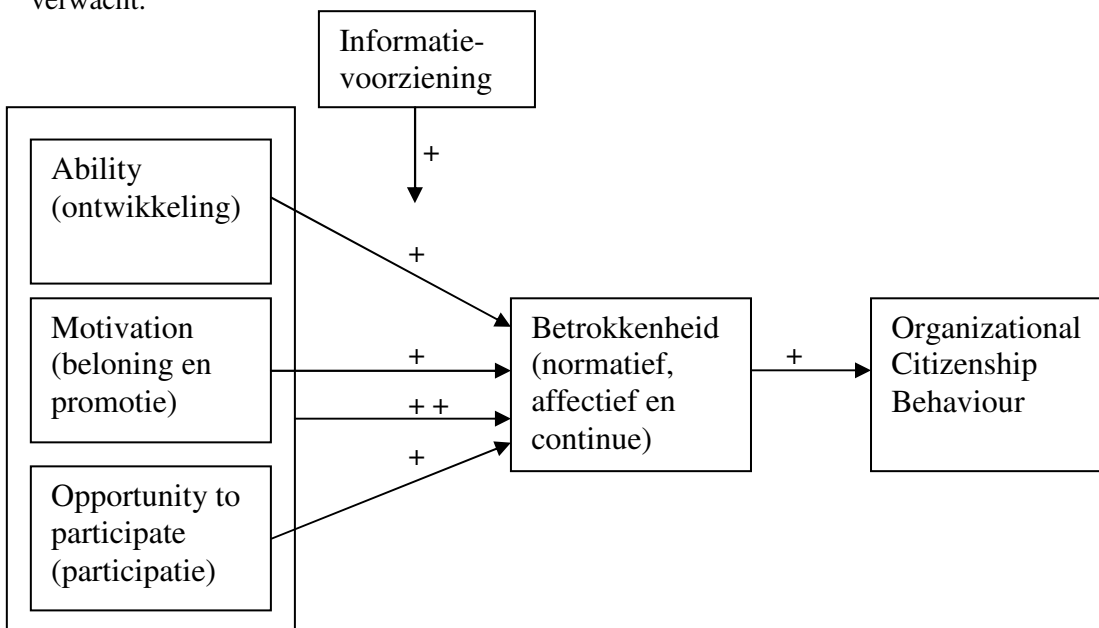 verwacht.
Informatie-
voorziening
+
Ability
(ontwikkeling)
+
Motivation
(beloning en
promotie)
+
+ +
+
Opportunity to
participate
(participatie)
Betrokkenheid
(normatief,
affectief en
continue)
+
Organizational
Citizenship
Behaviour